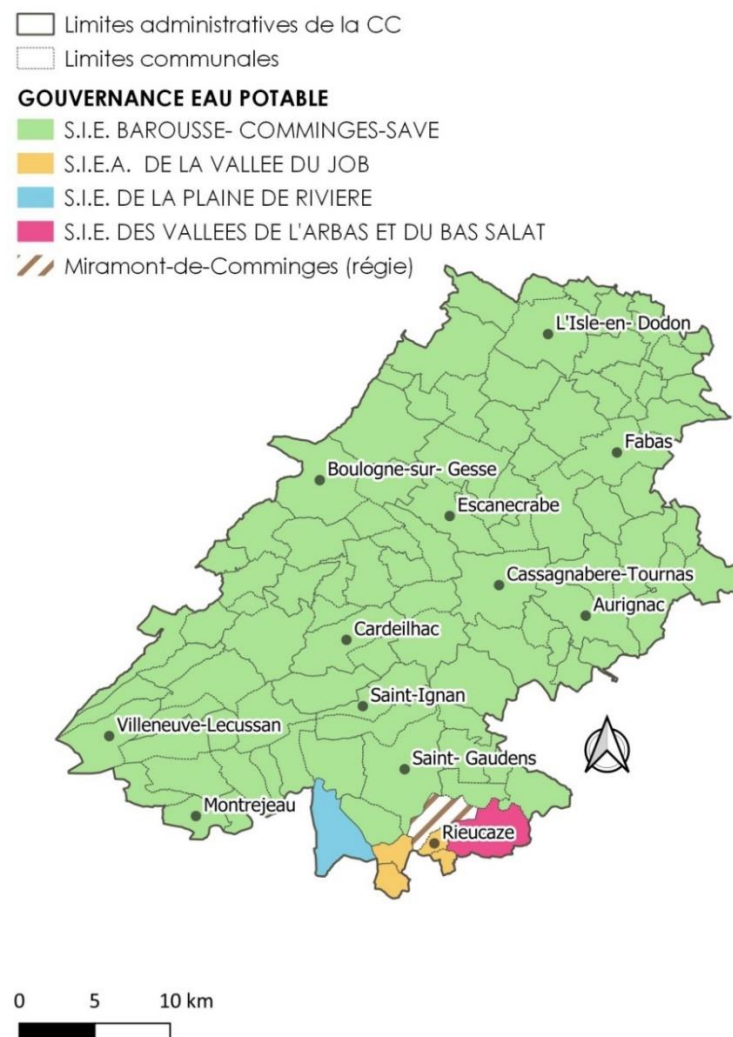 Limites administratives de la CC
Limites communales
GOUVERNANCE EAU POTABLE
S.I.E. BAROUSSE- COMMINGES-SAVE
S.I.E.A. DE LA VALLEE DU JOB
S.I.E. DE LA PLAINE DE RIVIERE
S.I.E. DES VALLEES DE L'ARBAS ET DU BAS SALAT
Miramont-de-Comminges (régie)
L'Isle-en- Dodon
Fabas
Boulogne-sur- Gesse
Escanecrabe
Cassagnabere-Tournas
Aurignac
Cardeilhac
Saint-Ignan
Villeneuve-Lecussan
Saint- Gaudens
Montrejeau
Rieucaze
0 5 10 km